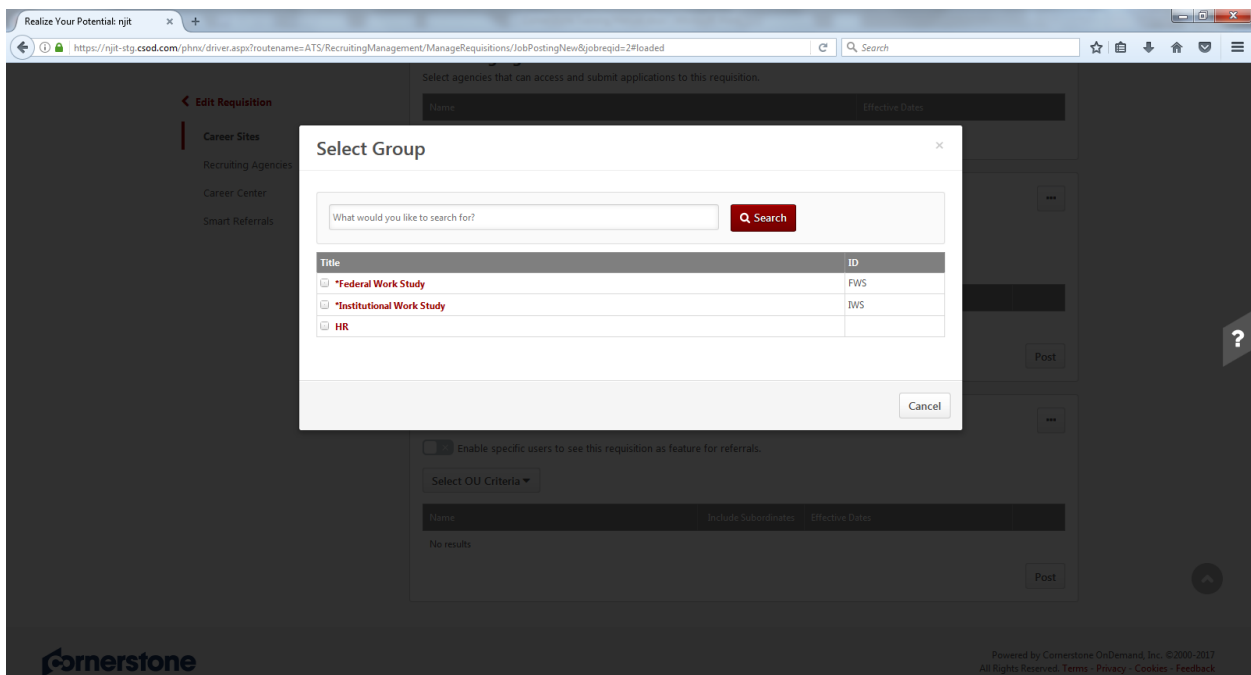 Realize Your Potential: njit
https://njit-stg.csod.com/phnx/driver.aspx?routename=ATS/RecruitingManagement/ManageRequisitions/JobPostingNew&jobreqid=2#loaded
Search
Select agencies that can access and submit applications to this requisition.
Edit Requisition
Name Effective Dates
Career Sites
Recruiting Agencies
Career Center
Smart Referrals
Select Group
What would you like to search for?
Search
Title ID
*Federal Work Study FWS
*Institutional Work Study IWS
HR
?
Post
Cancel
Enable specific users to see this requisition as feature for referrals.
Select OU Criteria
Name Include Subordinates Effective Dates
No results
Post
Cornerstone
Powered by Cornerstone OnDemand, Inc. ©2000-2017
All Rights Reserved. Terms - Privacy - Cookies - Feedback